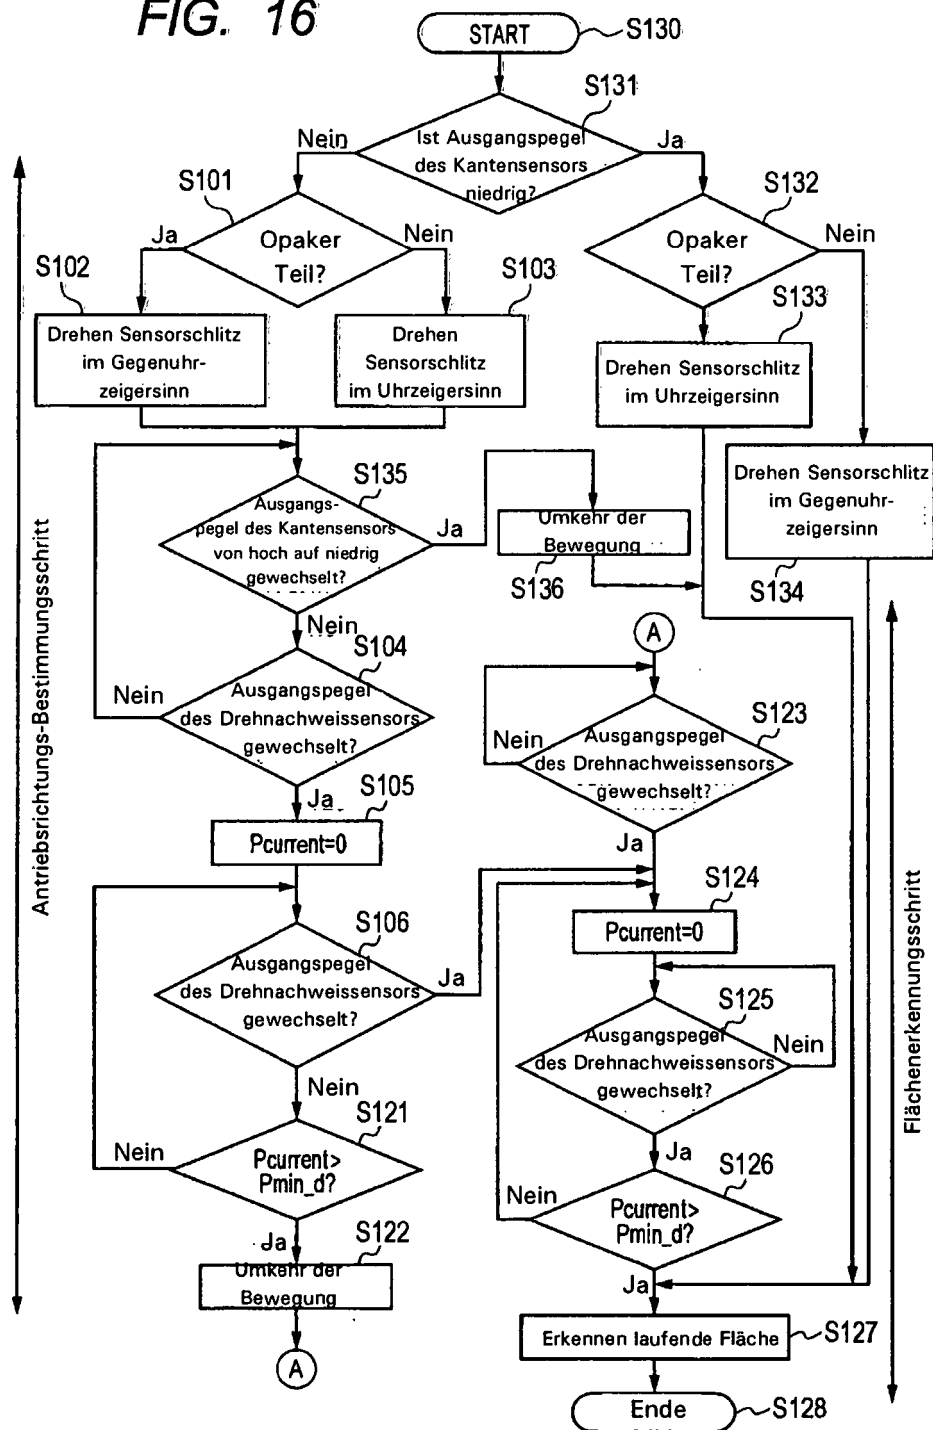 FIG. 16
START
S130
S131
Ist Ausgangspegel
des Kantensensors
niedrig?
Nein
Ja
S101
Opaker
Teil?
Ja
Nein
S132
Opaker
Teil?
Nein
S102
Drehen Sensorschlitz
im Gegenuhr-
zeigersinn
S103
Drehen
Sensorschlitz
im Uhrzeigersinn
S133
Drehen Sensorschlitz
im Uhrzeigersinn
Drehen Sensorschlitz
im Gegenuhr-
zeigersinn
S134
S135
Ausgangs-
pegel des Kantensensors
von hoch auf niedrig
gewechselt?
Ja
Nein
Umkehr der
Bewegung
S136
S104
Ausgangspegel
des Drehnachweissensors
gewechselt?
Nein
Ja
S105
Pcurrent=0
S106
Ausgangspegel
des Drehnachweissensors
gewechselt?
Ja
Nein
S121
Pcurrent>
Pmin_d?
Nein
Ja
S122
Umkehr der
Bewegung
A
A
S123
Ausgangspegel
des Drehnachweissensors
gewechselt?
Nein
Ja
S124
Pcurrent=0
S125
Ausgangspegel
des Drehnachweissensors
gewechselt?
Nein
Ja
S126
Pcurrent>
Pmin_d?
Nein
Ja
Erkennen laufende Fläche
S127
Ende
S128
Antriebsrichtungs-Bestimmungsschritt
Flächenerkennungsschritt